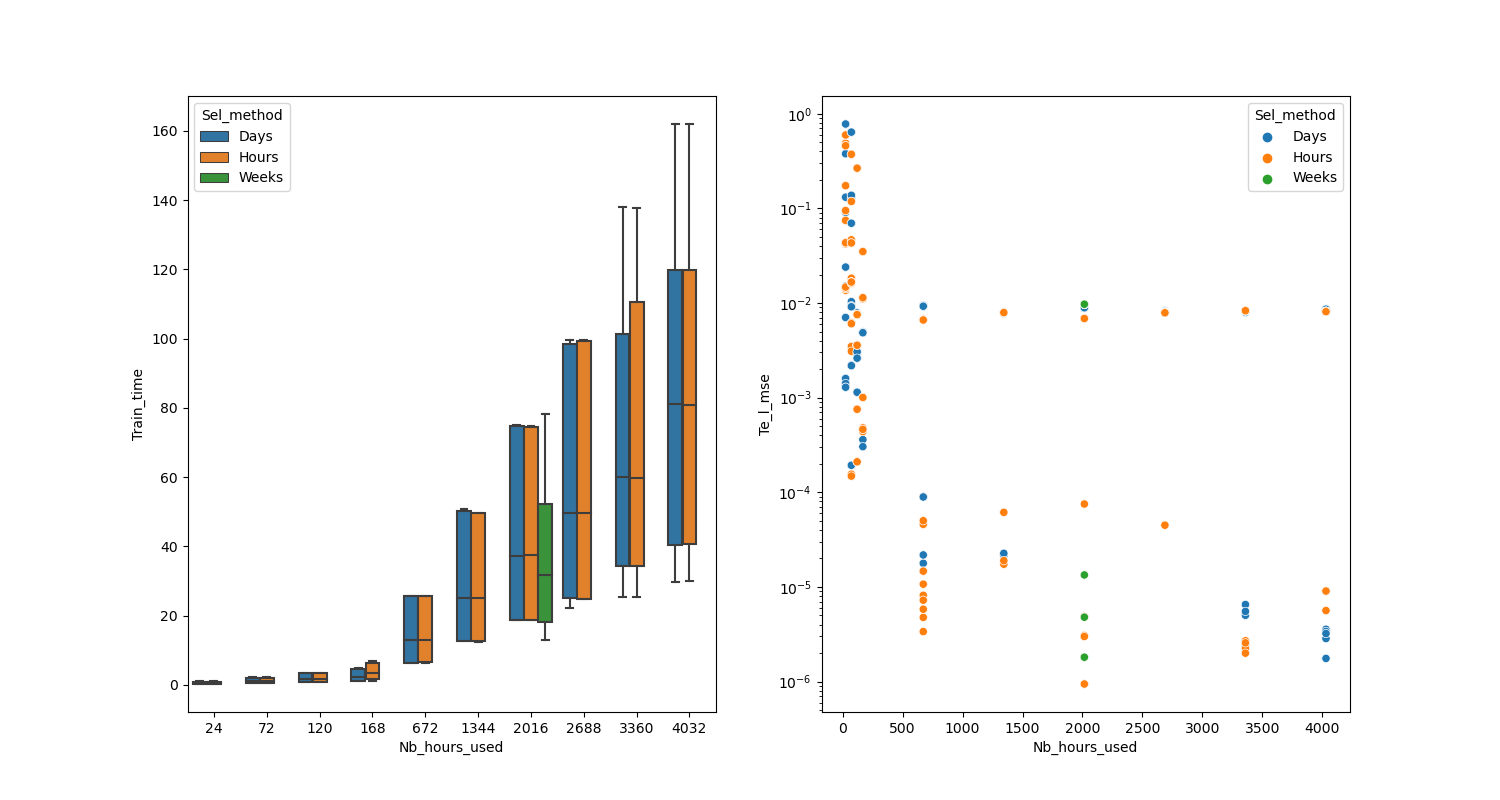 Sel_method
Days
Hours
Weeks
160
140
120
100
80
60
40
20
0
Train_time
24 72 120 168 672 1344 2016 2688 3360 4032
Nb_hours_used
Sel_method
Days
Hours
Weeks
10^0
10^-1
10^-2
10^-3
10^-4
10^-5
10^-6
Te_l_mse
0 500 1000 1500 2000 2500 3000 3500 4000
Nb_hours_used